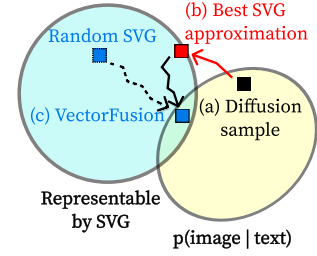 (b) Best SVG
approximation
Random SVG
(a) Diffusion
sample
(c) VectorFusion
Representable
by SVG
p(image | text)